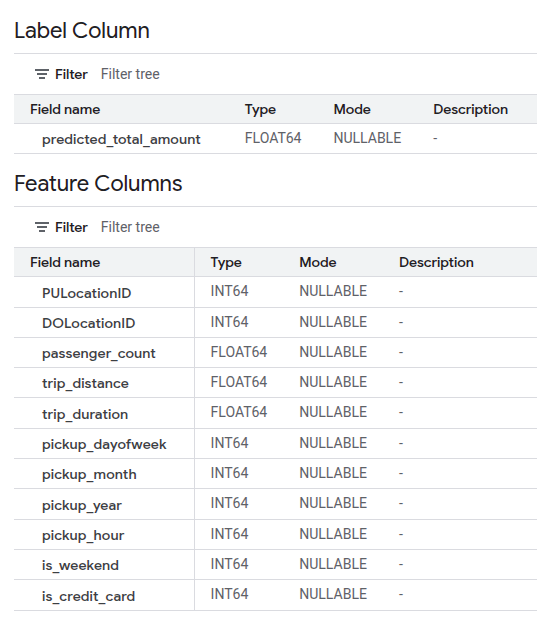 Label Column
Filter Filter tree
Field name Type Mode Description
predicted_total_amount FLOAT64 NULLABLE -
Feature Columns
Filter Filter tree
Field name Type Mode Description
PULocationID INT64 NULLABLE -
DOLocationID INT64 NULLABLE -
passenger_count FLOAT64 NULLABLE -
trip_distance FLOAT64 NULLABLE -
trip_duration FLOAT64 NULLABLE -
pickup_dayofweek INT64 NULLABLE -
pickup_month INT64 NULLABLE -
pickup_year INT64 NULLABLE -
pickup_hour INT64 NULLABLE -
is_weekend INT64 NULLABLE -
is_credit_card INT64 NULLABLE -